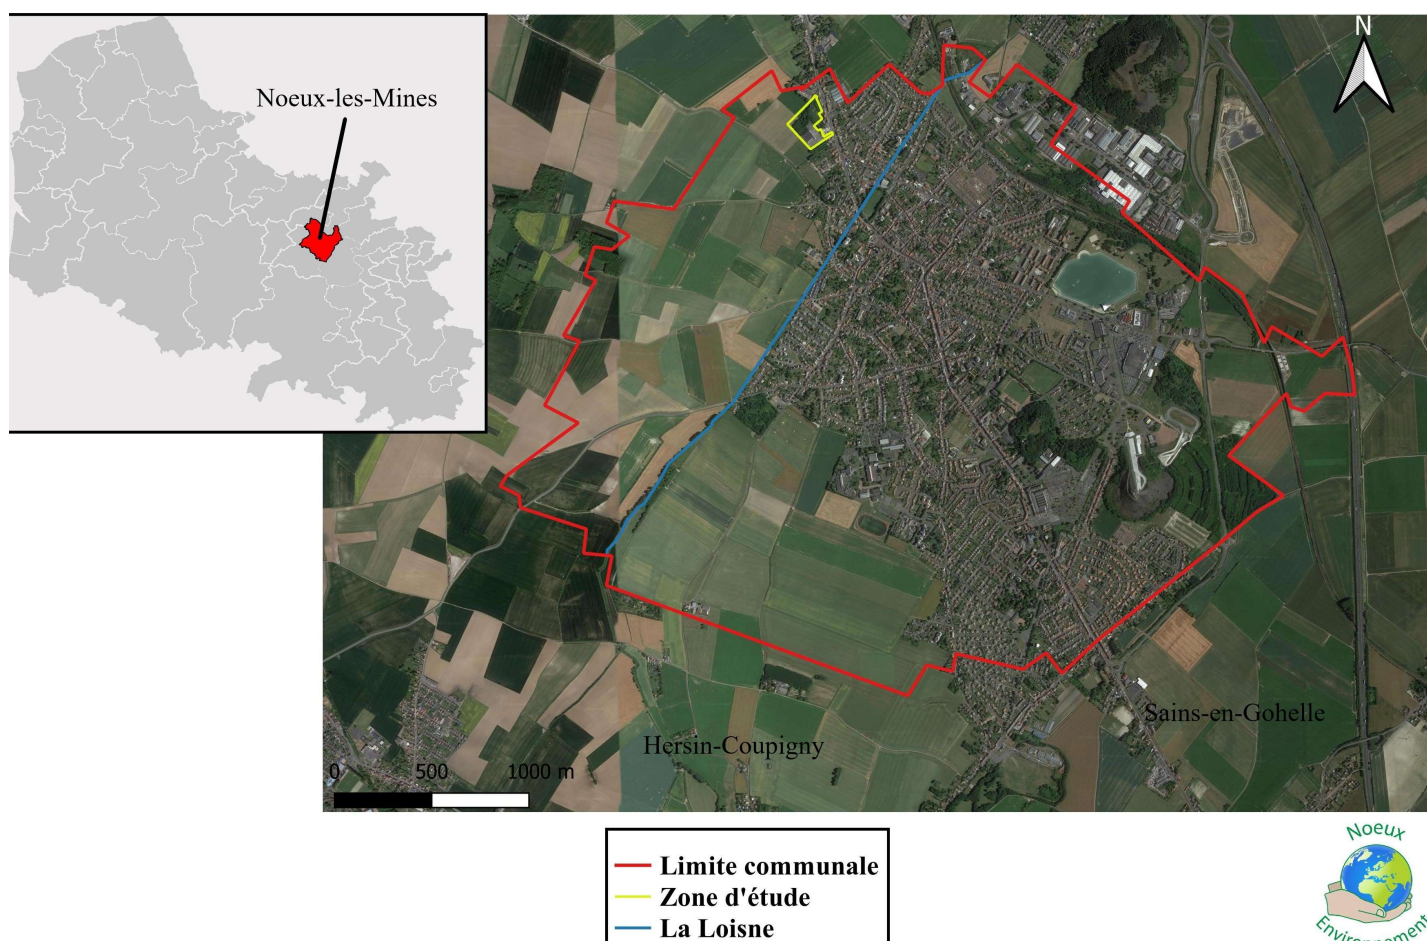 Noeux-les-Mines
N
Sains-en-Gohelle
Hersin-Coupigny
0 500 1000 m
Limite communale
Zone d'étude
La Loisne
Noeux
Environnement